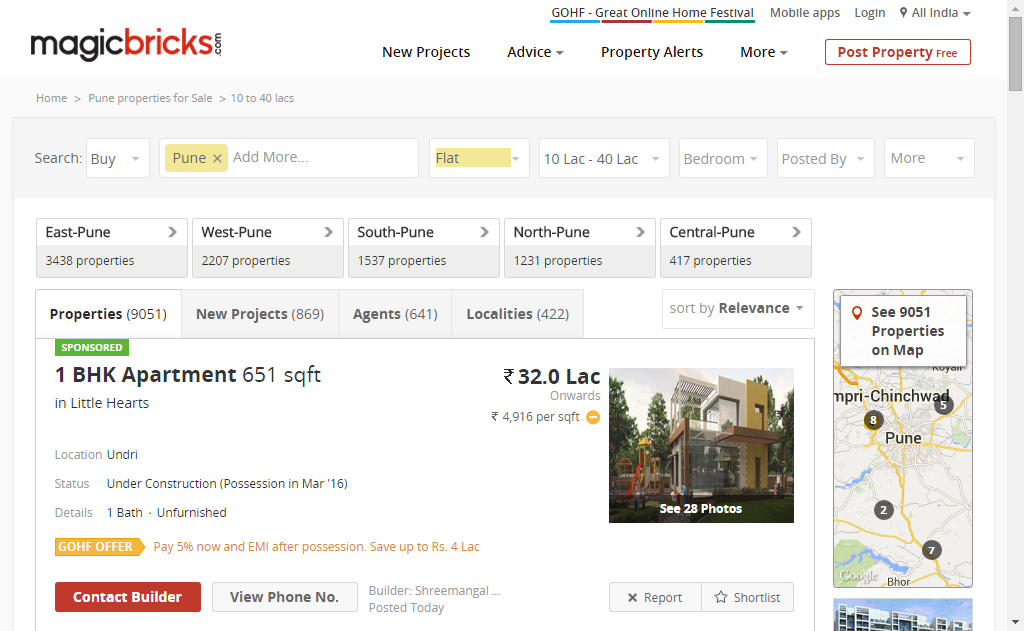 GOHF - Great Online Home Festival
Mobile apps
Login
All India
magicbricks.com
New Projects
Advice
Property Alerts
More
Post Property Free
Home > Pune properties for Sale > 10 to 40 lacs
Search:
Buy
Pune ×
Add More...
Flat
10 Lac - 40 Lac
Bedroom
Posted By
More
East-Pune
3438 properties
West-Pune
2207 properties
South-Pune
1537 properties
North-Pune
1231 properties
Central-Pune
417 properties
Properties (9051)
New Projects (869)
Agents (641)
Localities (422)
sort by Relevance
SPONSORED
1 BHK Apartment 651 sqft
in Little Hearts
₹ 32.0 Lac
Onwards
₹ 4,916 per sqft
See 28 Photos
Location Undri
Status Under Construction (Possession in Mar '16)
Details 1 Bath · Unfurnished
GOHF OFFER Pay 5% now and EMI after possession. Save up to Rs. 4 Lac
Contact Builder
View Phone No.
Builder: Shreemangal ...
Posted Today
Report
Shortlist
See 9051
Properties
on Map
mpri-Chinchwad
5
8
Pune
2
7
Google
Bhor